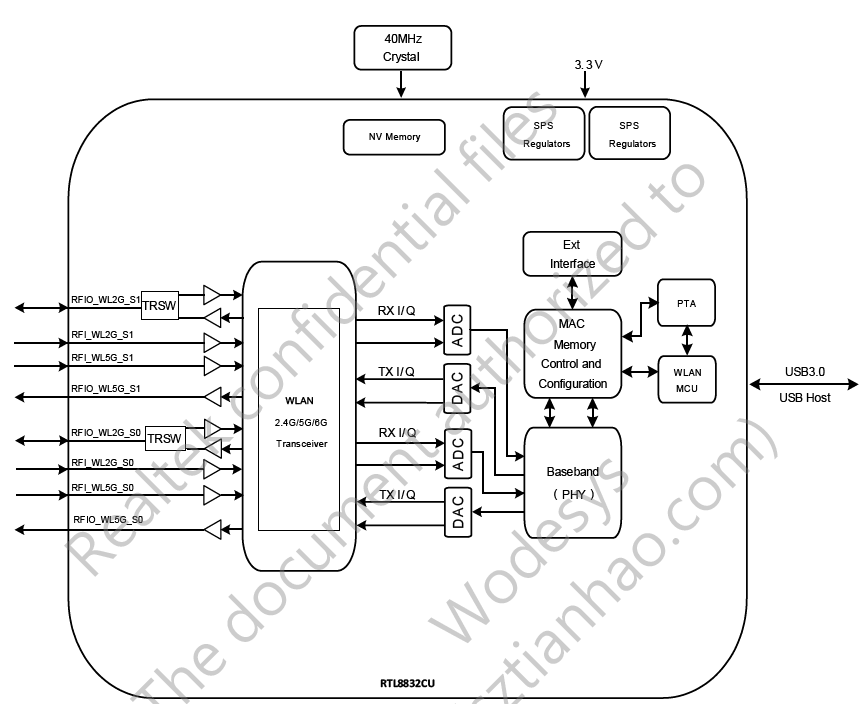 40MHz
Crystal
3.3V
NV Memory
SPS
Regulators
SPS
Regulators
Ext
Interface
RFIO_WL2G_S1
TRSW
RFI_WL2G_S1
RFI_WL5G_S1
RFIO_WL5G_S1
RFIO_WL2G_S0
TRSW
RFI_WL2G_S0
RFI_WL5G_S0
RFIO_WL5G_S0
WLAN
2.4G/5G/6G
Transceiver
RX I/Q
ADC
TX I/Q
DAC
RX I/Q
ADC
TX I/Q
DAC
MAC
Memory
Control and
Configuration
PTA
WLAN
MCU
Baseband
( PHY )
USB3.0
USB Host
RTL8832CU
Realtek confidential files
The document authorized to
Wodesys
sztianhao.com)